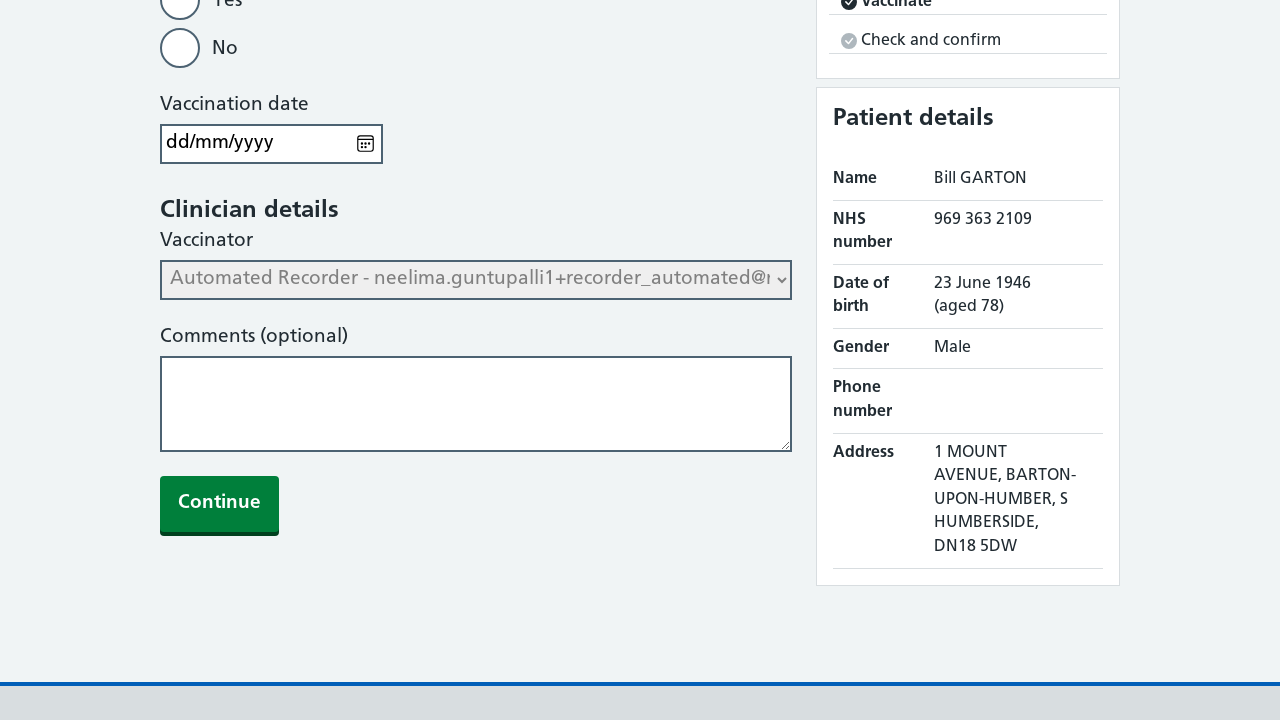 Yes
No
Vaccination date
dd/mm/yyyy
Clinician details
Vaccinator
Automated Recorder - neelima.guntupalli1+recorder_automated@
Comments (optional)
Continue
Vaccinate
Check and confirm
Patient details
Name Bill GARTON
NHS number 969 363 2109
Date of birth 23 June 1946 (aged 78)
Gender Male
Phone number
Address 1 MOUNT
AVENUE, BARTON-
UPON-HUMBER, S
HUMBERSIDE,
DN18 5DW